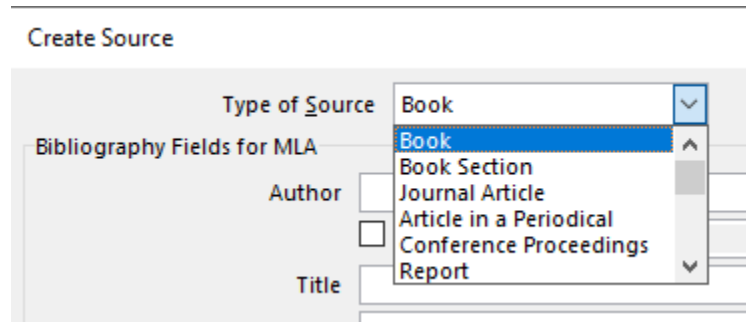 Create Source
Type of Source Book
Bibliography Fields for MLA
Book
Book Section
Author
Journal Article
Article in a Periodical
Conference Proceedings
Title
Report